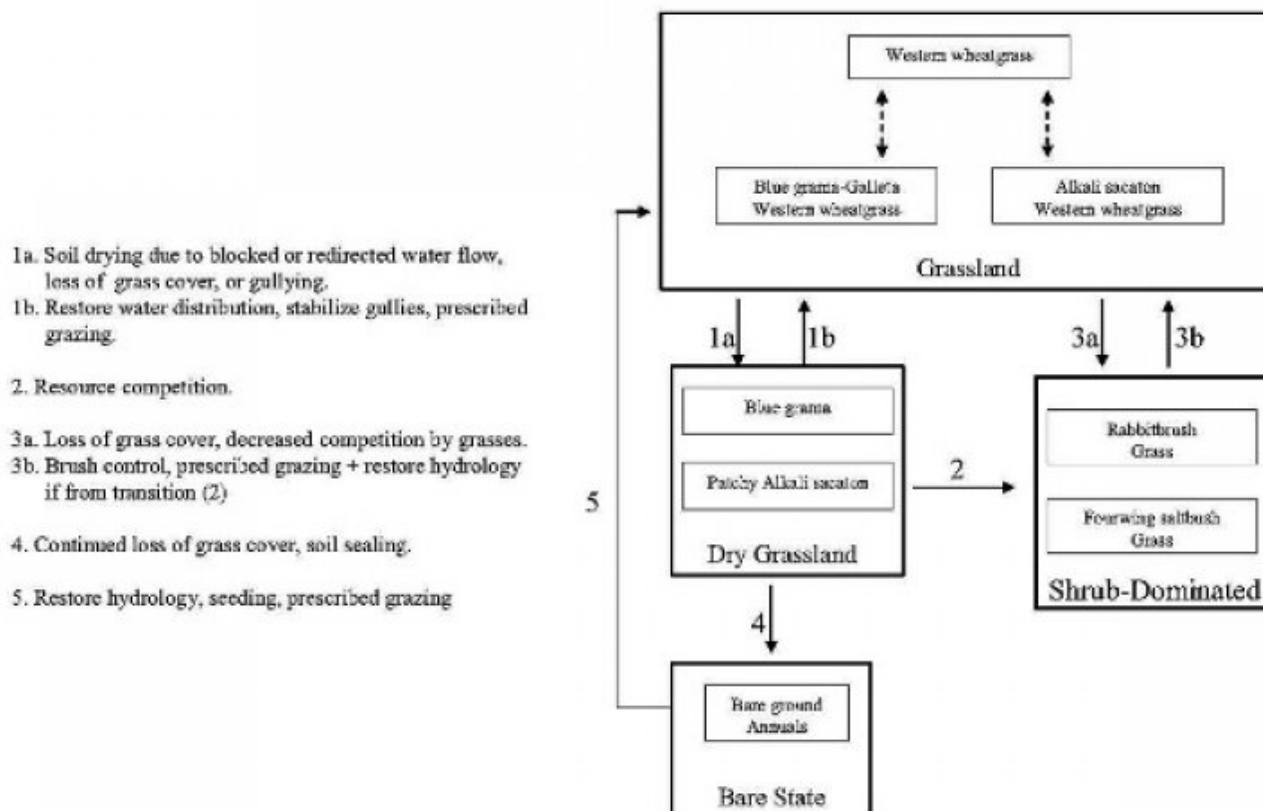 Western wheatgrass
Blue grama-Galleta
Western wheatgrass
Alkali sacaton
Western wheatgrass
Grassland
1a. Soil drying due to blocked or redirected water flow,
loss of grass cover, or gullying.
1b. Restore water distribution, stabilize gullies, prescribed
grazing.
2. Resource competition.
3a. Loss of grass cover, decreased competition by grasses.
3b. Brush control, prescribed grazing + restore hydrology
if from transition (2)
4. Continued loss of grass cover, soil sealing.
5. Restore hydrology, seeding, prescribed grazing
1a
1b
3a
3b
Blue grama
Patchy Alkali sacaton
Dry Grassland
2
Rabbitbrush
Grass
Fourwing saltbush
Grass
Shrub-Dominated
5
4
Bare ground
Annuals
Bare State